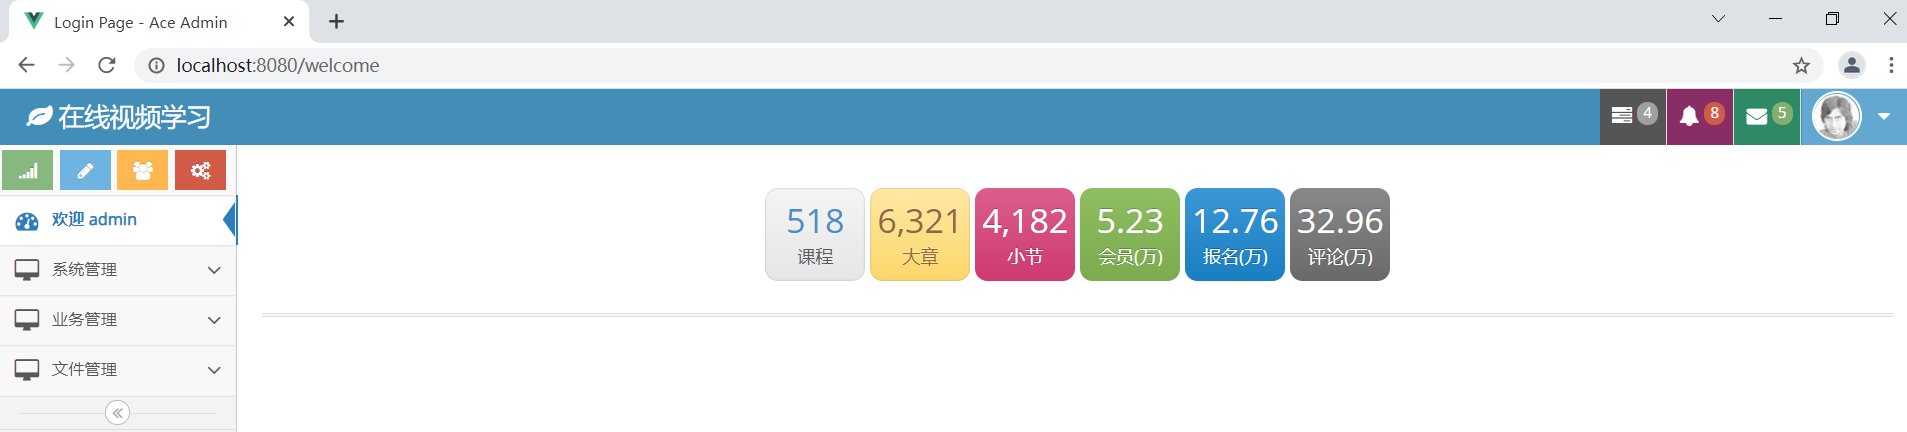 Login Page - Ace Admin
localhost:8080/welcome
在线视频学习
4
8
5
欢迎 admin
系统管理
业务管理
文件管理
518
课程
6,321
大章
4,182
小节
5.23
会员(万)
12.76
报名(万)
32.96
评论(万)